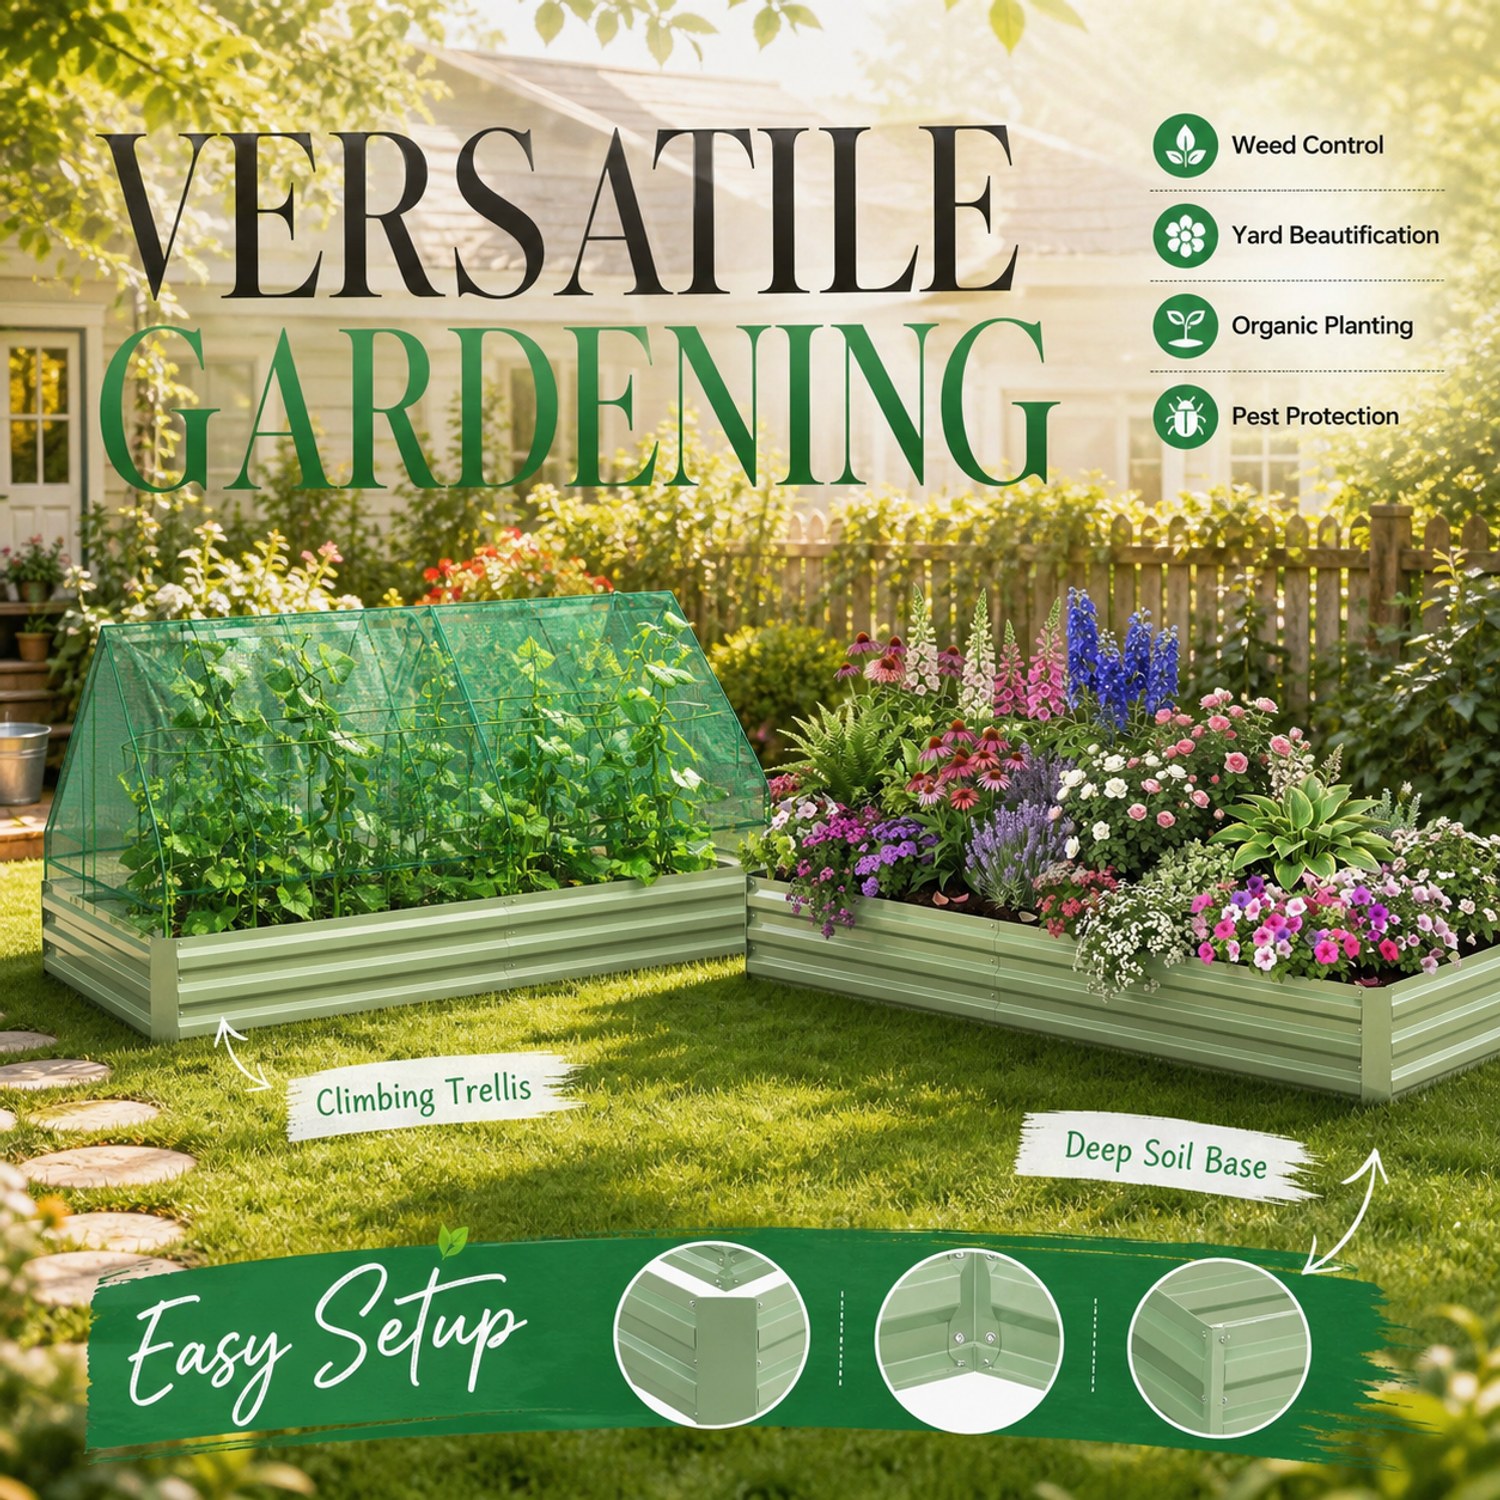 VERSATILE
GARDENING
Weed Control
Yard Beautification
Organic Planting
Pest Protection
Climbing Trellis
Deep Soil Base
Easy Setup